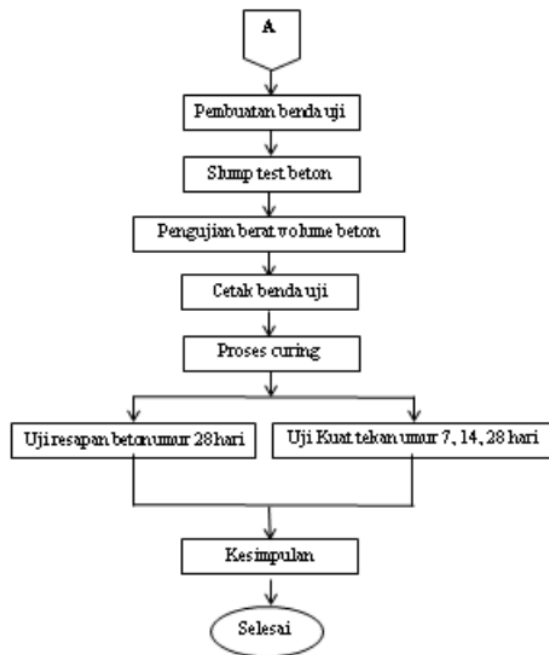 A
Pembuatan benda uji
Slump test beton
Pengujian berat volume beton
Cetak benda uji
Proses curing
Uji resapan beton umur 28 hari
Uji Kuat tekan umur 7, 14, 28 hari
Kesimpulan
Selesai